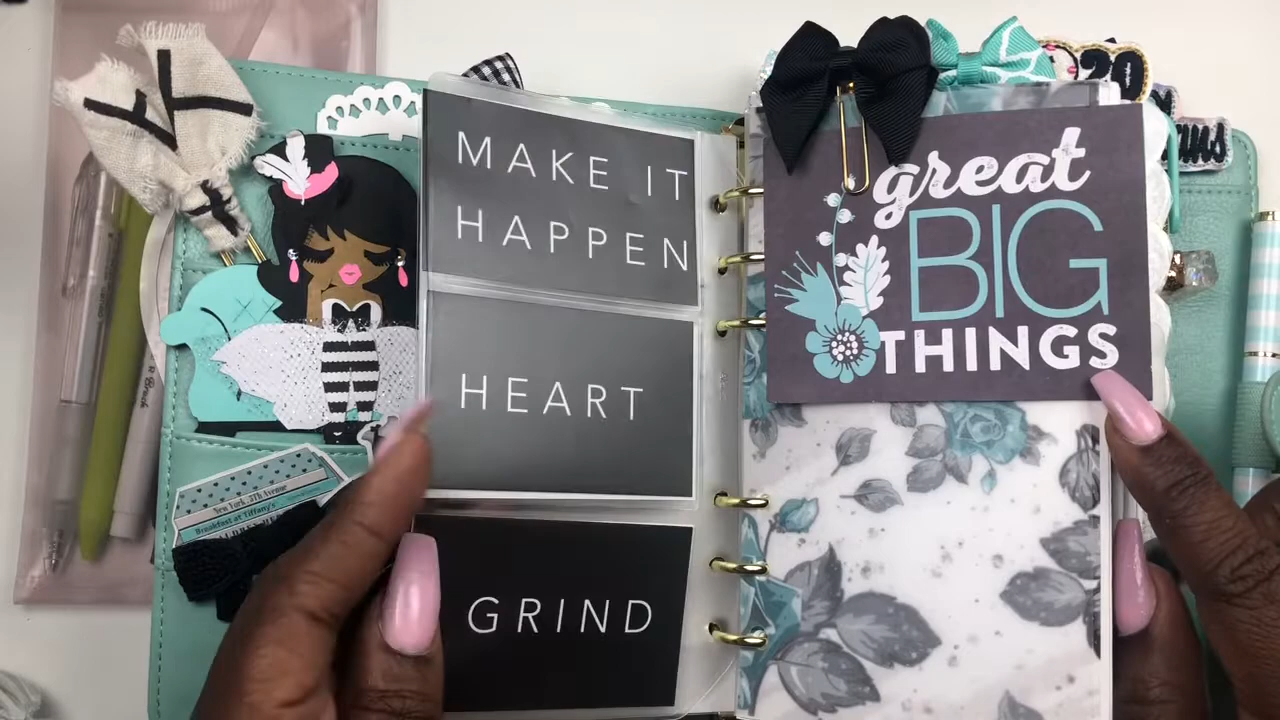 MAKE IT
HAPPEN
HEART
GRIND
New York, 5TH Avenue
Breakfast at Tiffany's
great
BIG
THINGS